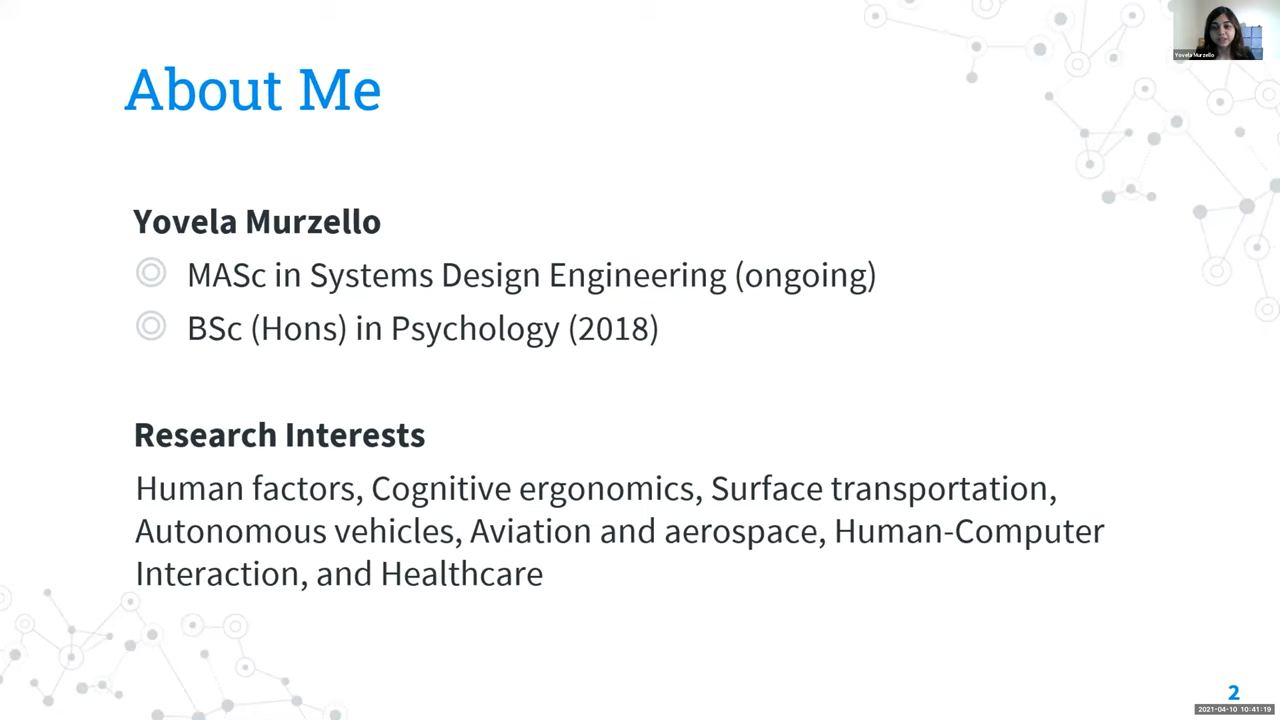 Yovela Murzello
About Me
Yovela Murzello
MASc in Systems Design Engineering (ongoing)
BSc (Hons) in Psychology (2018)
Research Interests
Human factors, Cognitive ergonomics, Surface transportation,
Autonomous vehicles, Aviation and aerospace, Human-Computer
Interaction, and Healthcare
2
2021-04-10 10:41:19